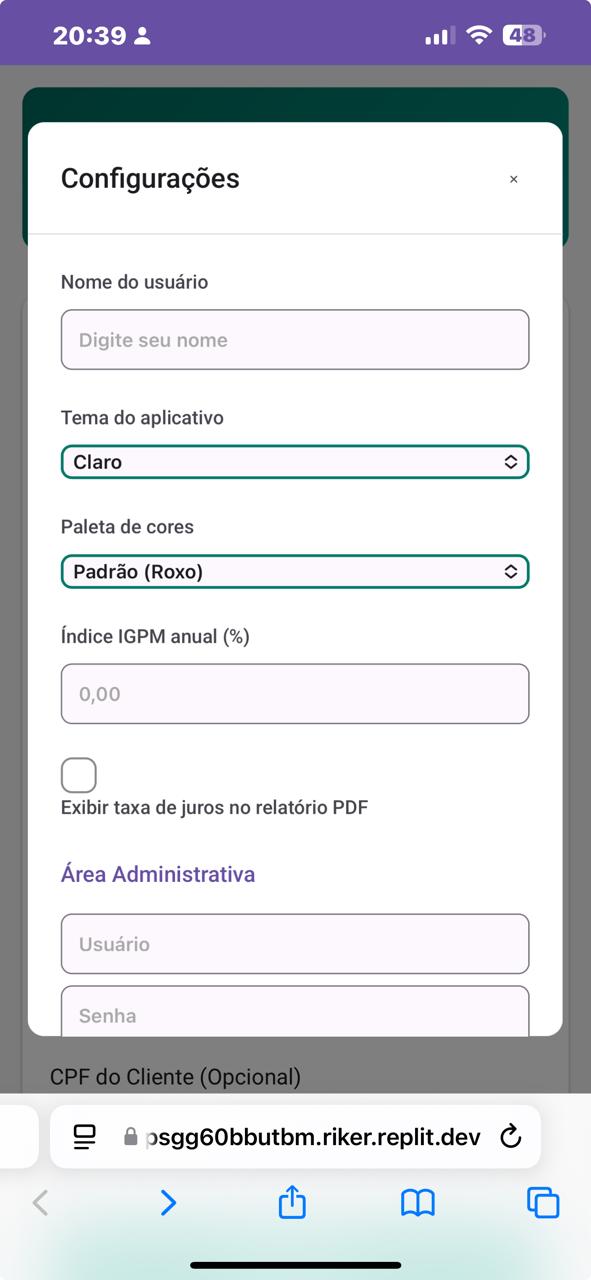 20:39
48
Configurações
×
Nome do usuário
Digite seu nome
Tema do aplicativo
Claro
Paleta de cores
Padrão (Roxo)
Índice IGPM anual (%)
0,00
Exibir taxa de juros no relatório PDF
Área Administrativa
Usuário
Senha
CPF do Cliente (Opcional)
psgg60bbutbm.riker.replit.dev